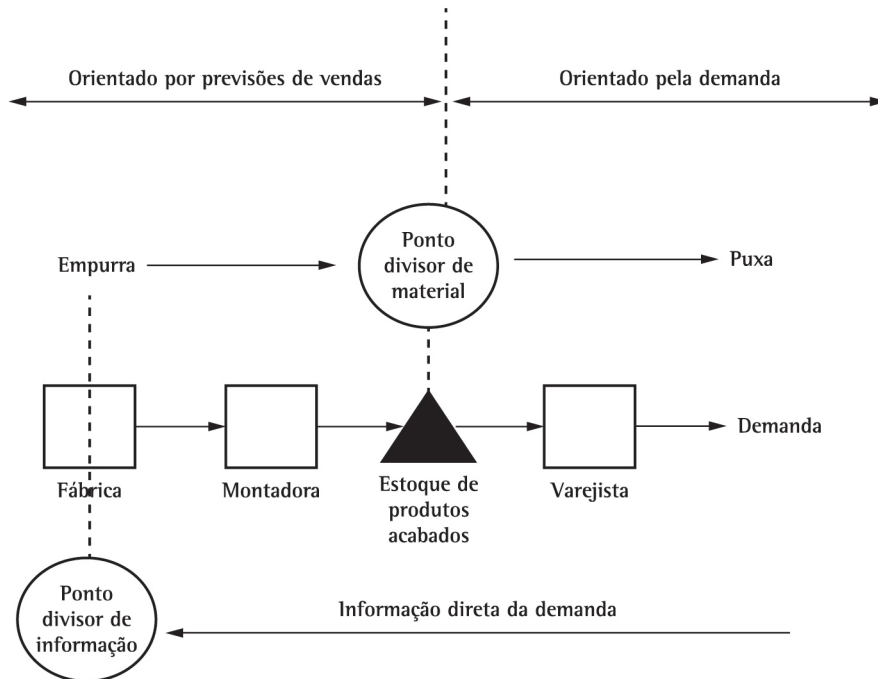 Orientado por previsões de vendas
Orientado pela demanda
Ponto
divisor de
material
Empurra
Puxa
Demanda
Fábrica
Montadora
Estoque de
produtos
acabados
Varejista
Ponto
divisor de
informação
Informação direta da demanda